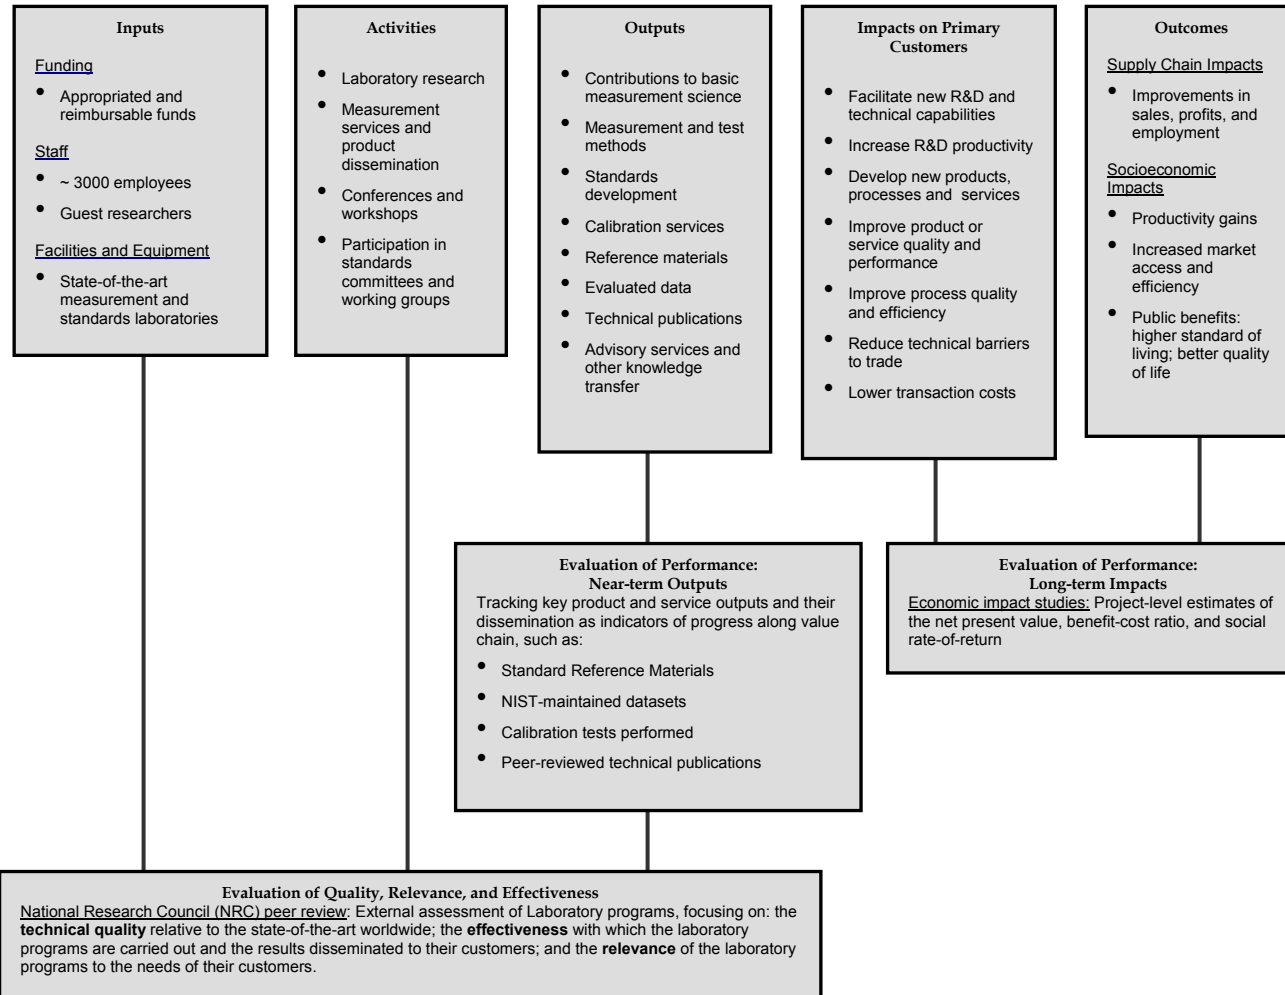 Inputs
Funding
• Appropriated and
reimbursable funds
Staff
• ~ 3000 employees
• Guest researchers
Facilities and Equipment
• State-of-the-art
measurement and
standards laboratories
Activities
• Laboratory research
• Measurement
services and
product
dissemination
• Conferences and
workshops
• Participation in
standards
committees and
working groups
Outputs
• Contributions to basic
measurement science
• Measurement and test
methods
• Standards
development
• Calibration services
• Reference materials
• Evaluated data
• Technical publications
• Advisory services and
other knowledge
transfer
Impacts on Primary
Customers
• Facilitate new R&D and
technical capabilities
• Increase R&D productivity
• Develop new products,
processes and services
• Improve product or
service quality and
performance
• Improve process quality
and efficiency
• Reduce technical barriers
to trade
• Lower transaction costs
Outcomes
Supply Chain Impacts
• Improvements in
sales, profits, and
employment
Socioeconomic
Impacts
• Productivity gains
• Increased market
access and
efficiency
• Public benefits:
higher standard of
living; better quality
of life
Evaluation of Performance:
Near-term Outputs
Tracking key product and service outputs and their
dissemination as indicators of progress along value
chain, such as:
• Standard Reference Materials
• NIST-maintained datasets
• Calibration tests performed
• Peer-reviewed technical publications
Evaluation of Performance:
Long-term Impacts
Economic impact studies: Project-level estimates of
the net present value, benefit-cost ratio, and social
rate-of-return
Evaluation of Quality, Relevance, and Effectiveness
National Research Council (NRC) peer review: External assessment of Laboratory programs, focusing on: the
technical quality relative to the state-of-the-art worldwide; the effectiveness with which the laboratory
programs are carried out and the results disseminated to their customers; and the relevance of the laboratory
programs to the needs of their customers.